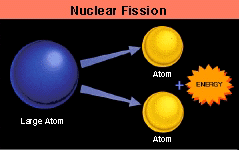 Nuclear Fission
Atom
+
ENERGY
Large Atom
Atom